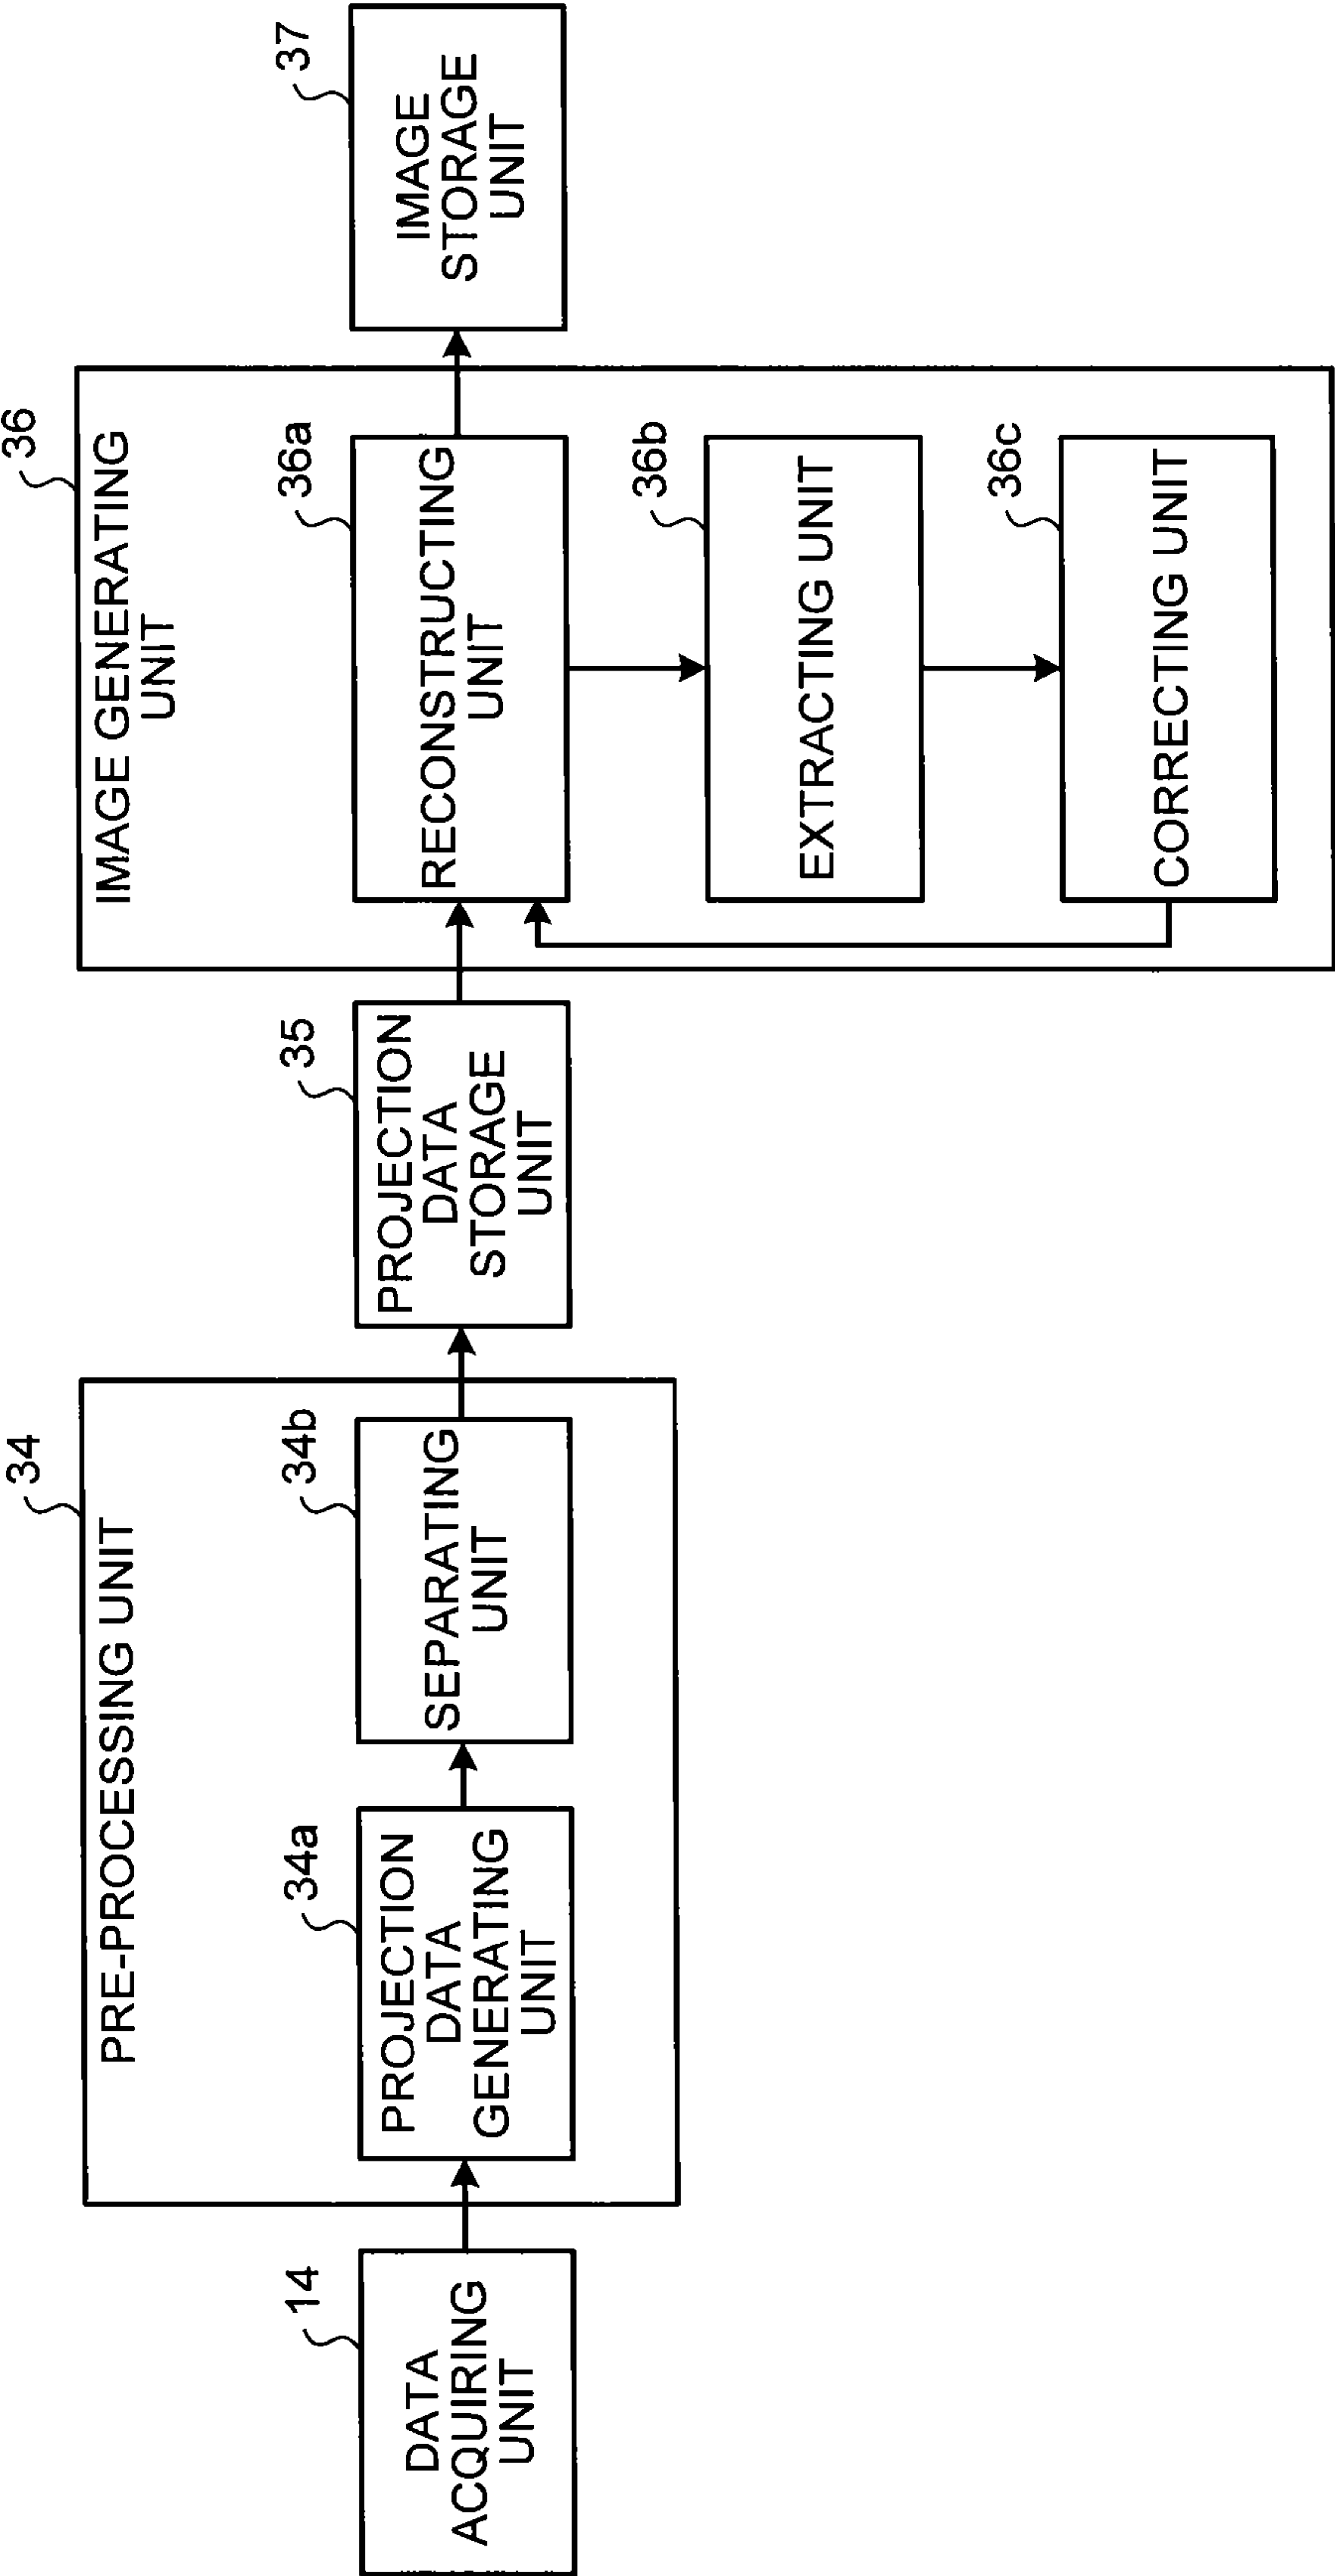 14
DATA
ACQUIRING
UNIT
34
PRE-PROCESSING UNIT
34a
PROJECTION
DATA
GENERATING
UNIT
34b
SEPARATING
UNIT
35
PROJECTION
DATA
STORAGE
UNIT
36
IMAGE GENERATING
UNIT
36a
RECONSTRUCTING
UNIT
36b
EXTRACTING UNIT
36c
CORRECTING UNIT
37
IMAGE
STORAGE
UNIT